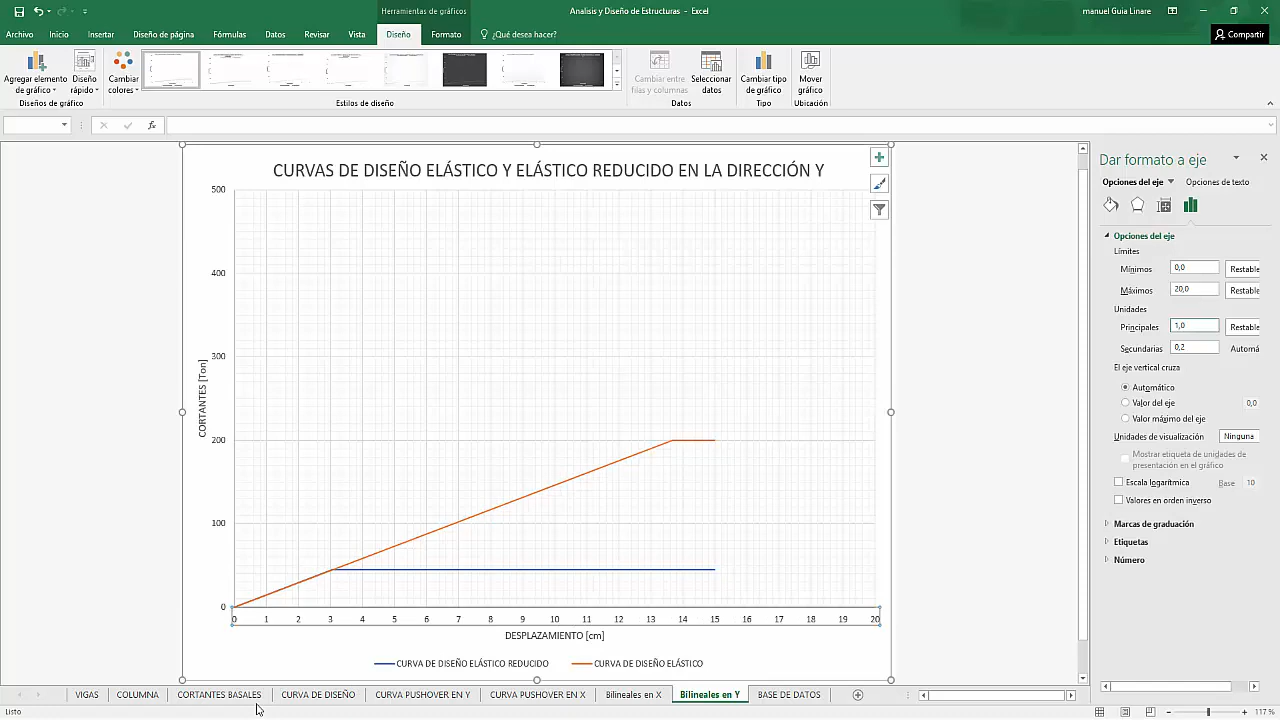 Herramientas de gráficos
Analisis y Diseño de Estructuras - Excel
manuel Guia Linare
Archivo Inicio Insertar Diseño de página Fórmulas Datos Revisar Vista Diseño Formato ¿Qué desea hacer? Compartir
Agregar elemento de gráfico
Diseño rápido
Cambiar colores
Cambiar entre filas y columnas
Seleccionar datos
Cambiar tipo de gráfico
Mover gráfico
Diseños de gráfico Estilos de diseño Datos Tipo Ubicación
fx
CURVAS DE DISEÑO ELÁSTICO Y ELÁSTICO REDUCIDO EN LA DIRECCIÓN Y
500
400
300
200
100
0
CORTANTES [Ton]
0 1 2 3 4 5 6 7 8 9 10 11 12 13 14 15 16 17 18 19 20
DESPLAZAMIENTO [cm]
CURVA DE DISEÑO ELÁSTICO REDUCIDO CURVA DE DISEÑO ELÁSTICO
Dar formato a eje
Opciones del eje Opciones de texto
Opciones del eje
Límites
Mínimos 0,0 Restable
Máximos 20,0 Restable
Unidades
Principales 1,0 Restable
Secundarias 0,2 Automá
El eje vertical cruza
Automático
Valor del eje 0,0
Valor máximo del eje
Unidades de visualización Ninguna
Mostrar etiqueta de unidades de
presentación en el gráfico
Escala logarítmica Base 10
Valores en orden inverso
Marcas de graduación
Etiquetas
Número
VIGAS COLUMNA CORTANTES BASALES CURVA DE DISEÑO CURVA PUSHOVER EN Y CURVA PUSHOVER EN X Bilineales en X Bilineales en Y BASE DE DATOS
Listo
117 %